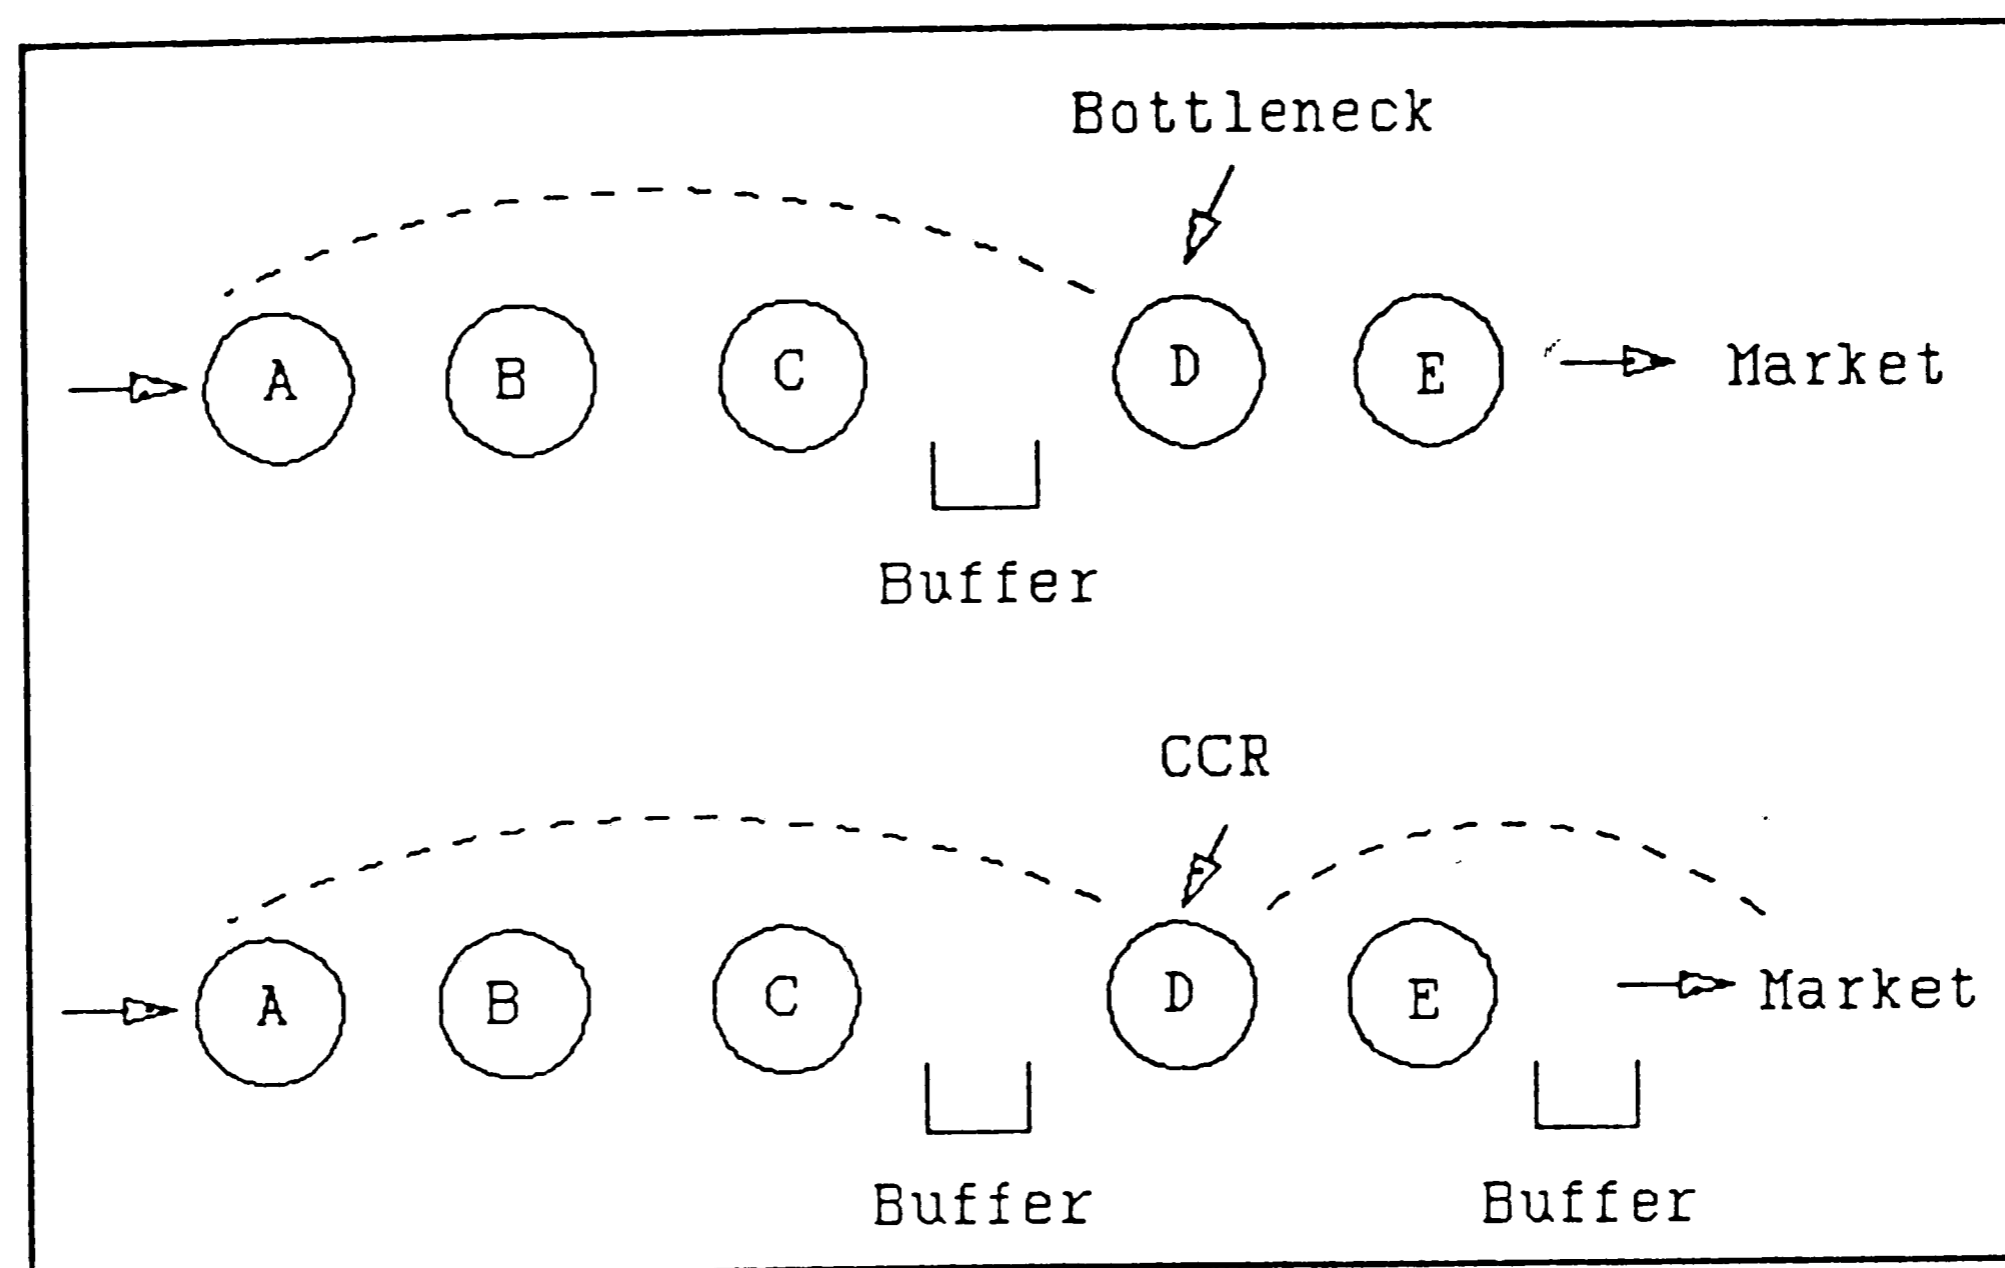 Bottleneck
A B C D E Market
Buffer
CCR
A B C D E Market
Buffer Buffer